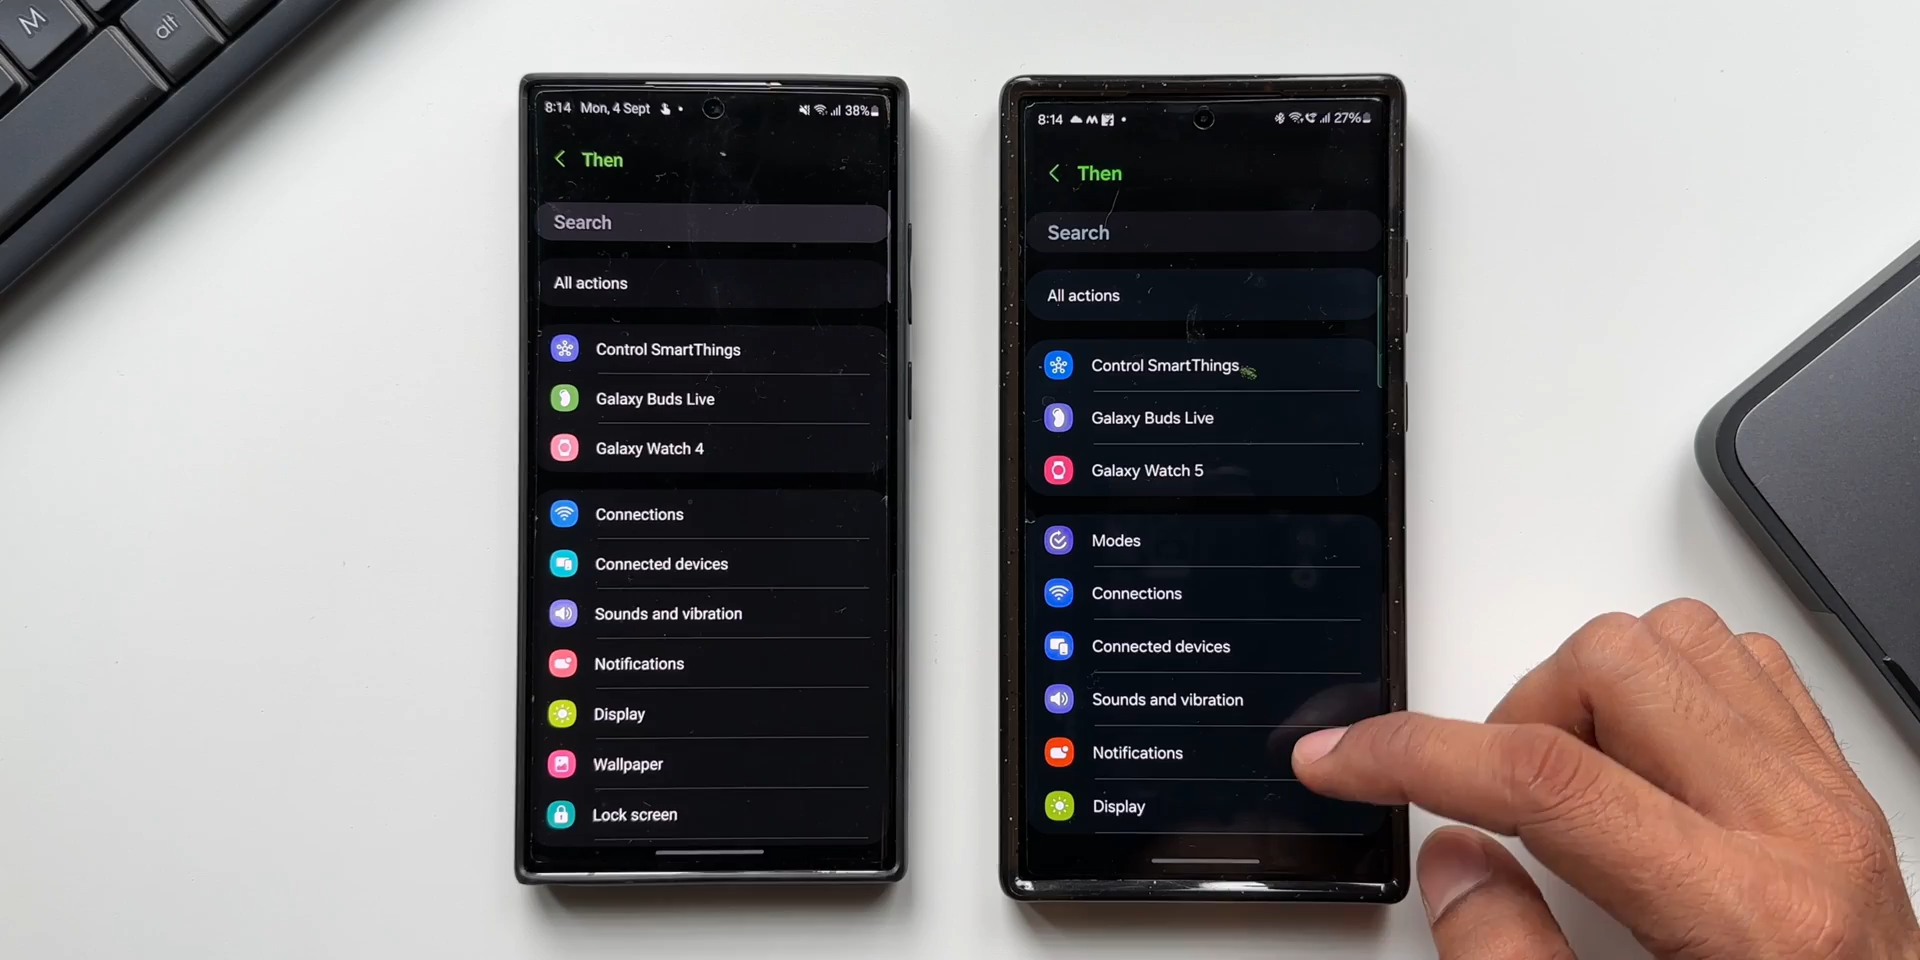 M
alt
8:14 Mon, 4 Sept
38%
Then
Search
All actions
Control SmartThings
Galaxy Buds Live
Galaxy Watch 4
Connections
Connected devices
Sounds and vibration
Notifications
Display
Wallpaper
Lock screen
8:14
27%
Then
Search
All actions
Control SmartThings
Galaxy Buds Live
Galaxy Watch 5
Modes
Connections
Connected devices
Sounds and vibration
Notifications
Display